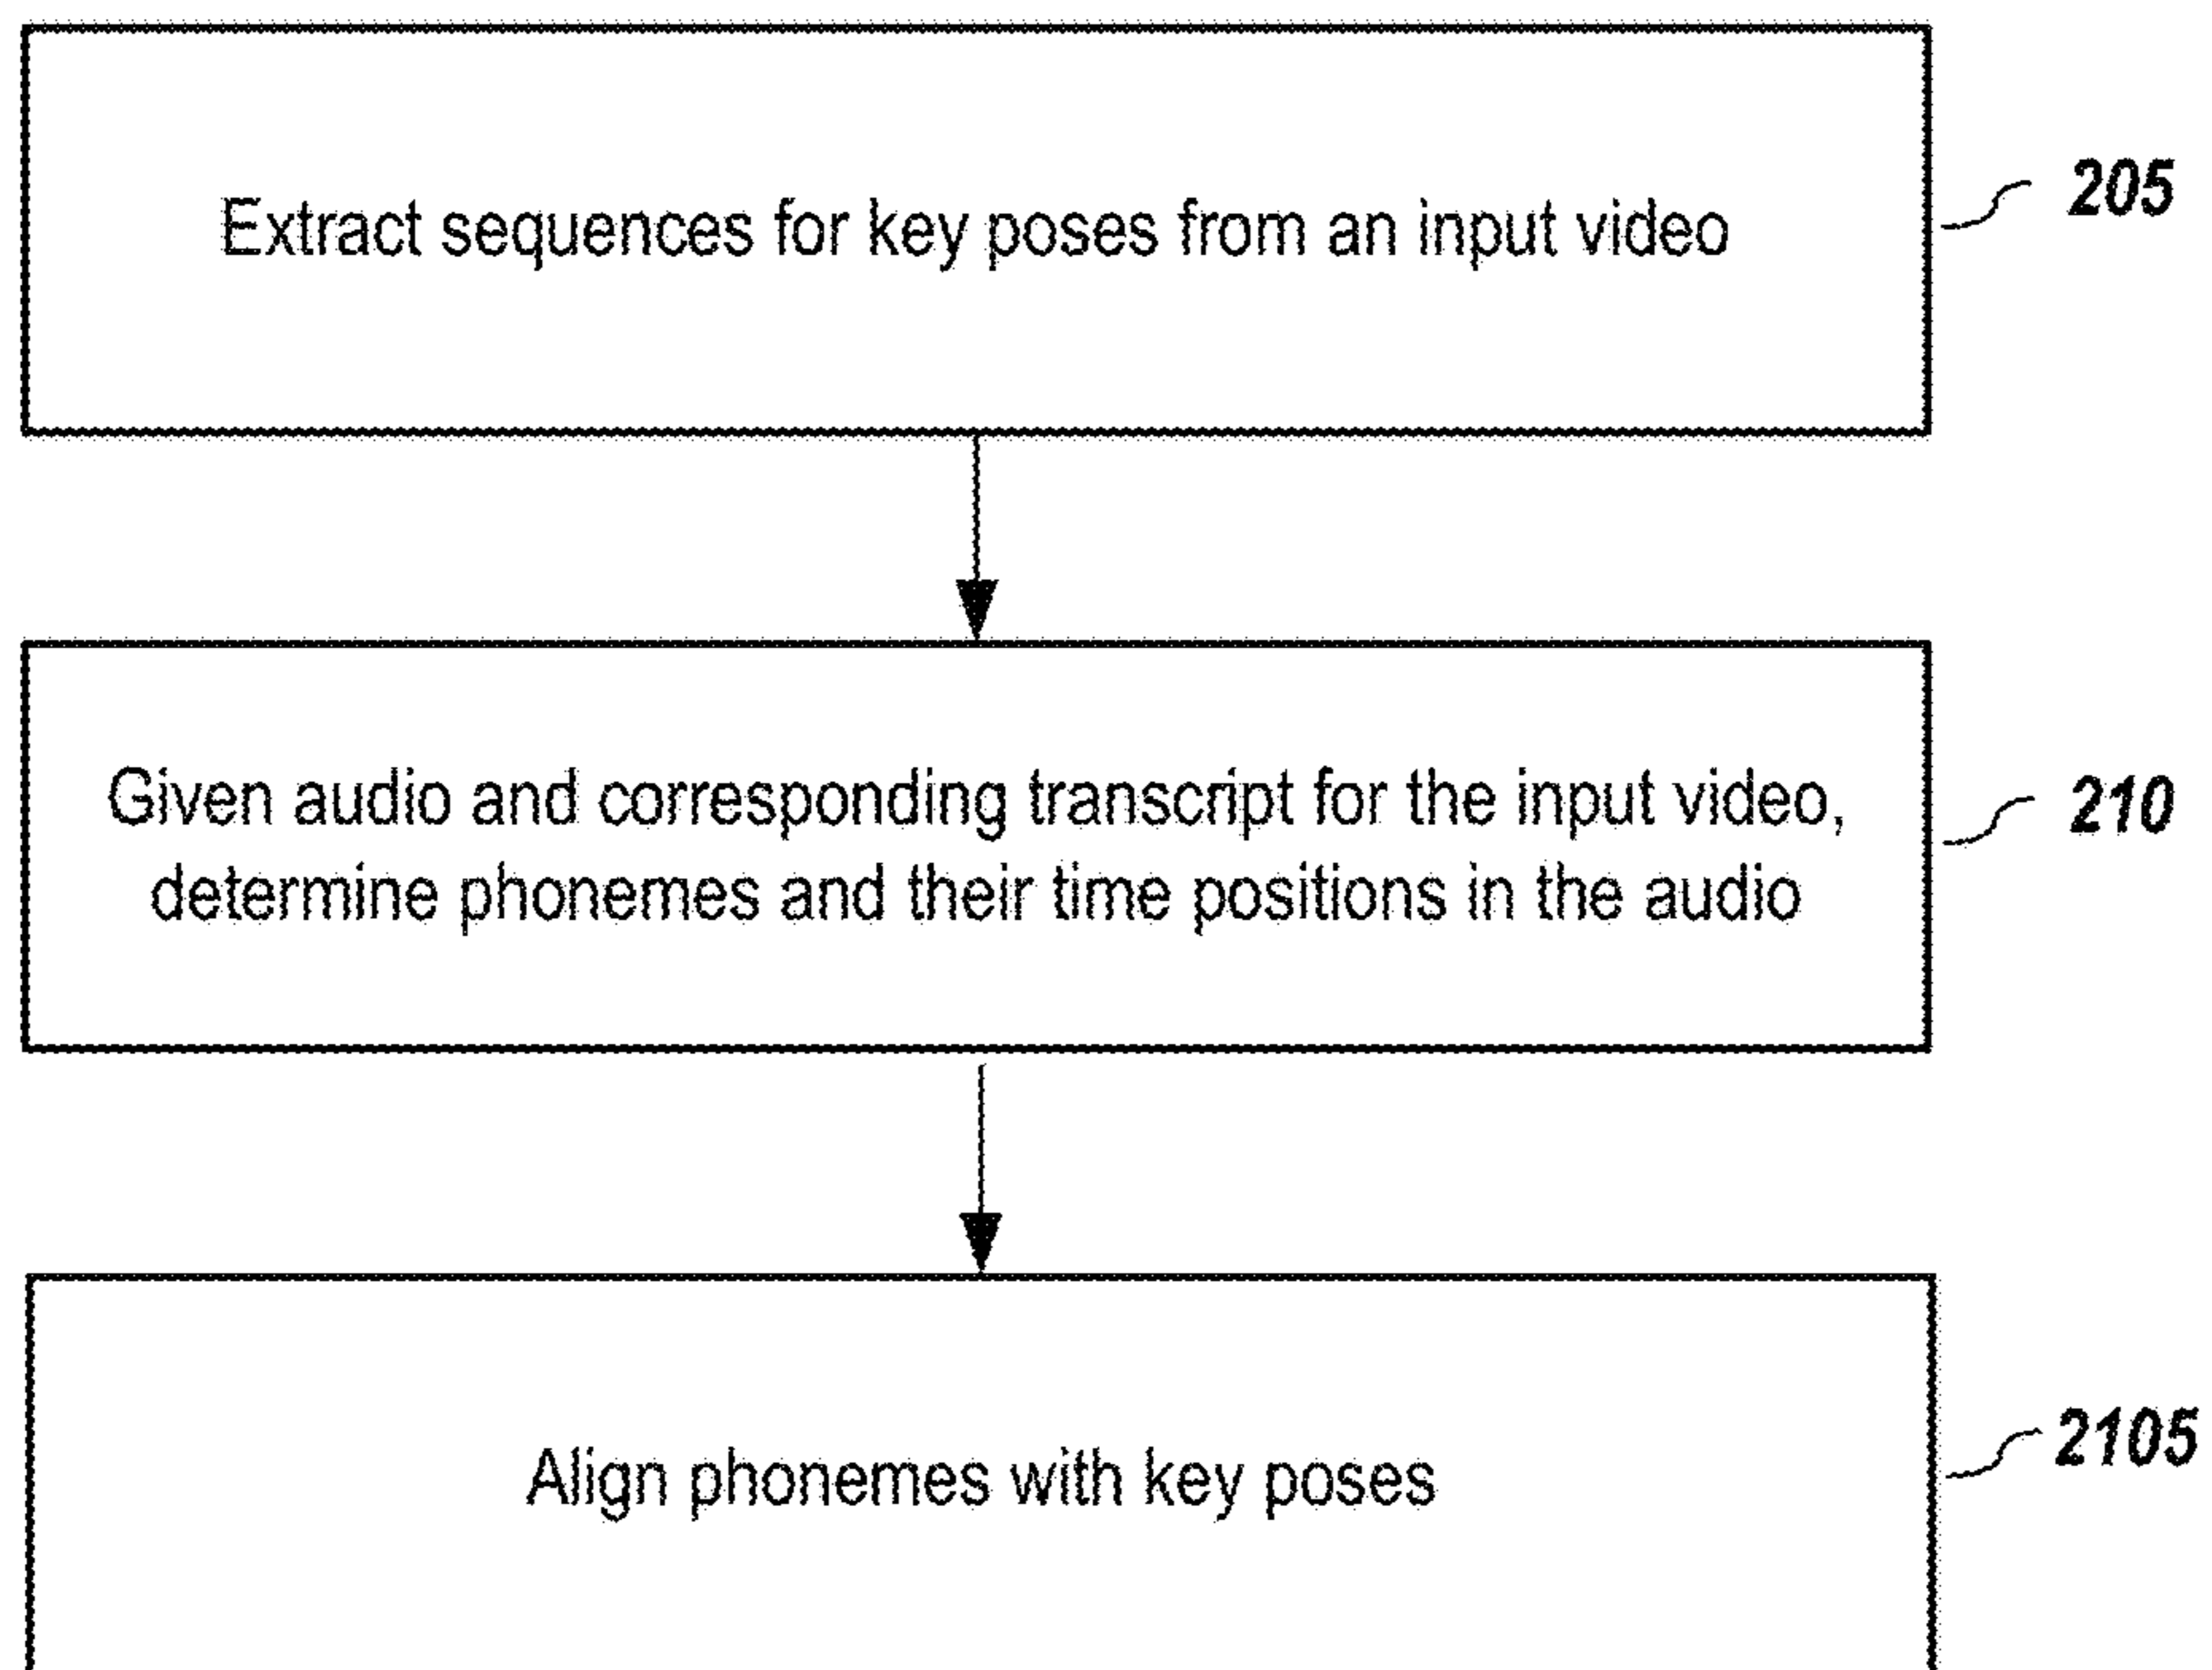 Extract sequences for key poses from an input video
205
Given audio and corresponding transcript for the input video,
determine phonemes and their time positions in the audio
210
Align phonemes with key poses
2105